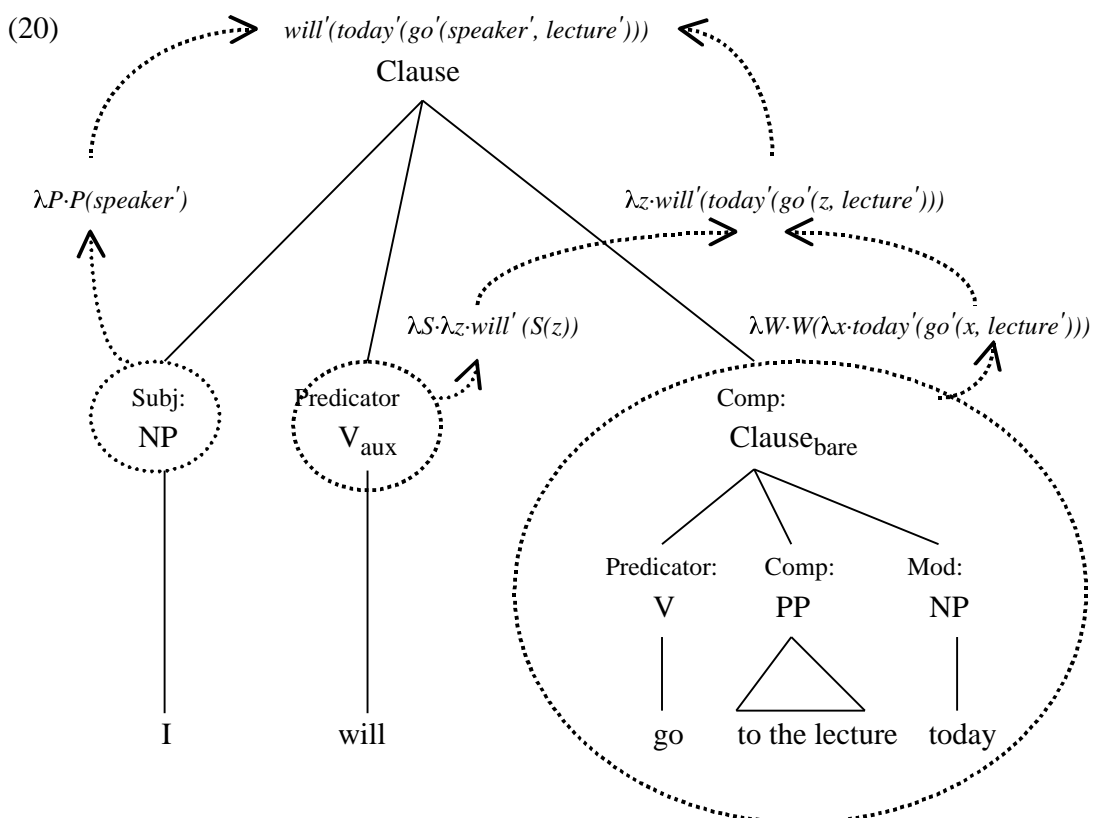 (20)
will′(today′(go′(speaker′, lecture′)))
Clause
λP·P(speaker′)
λz·will′(today′(go′(z, lecture′)))
λS·λz·will′ (S(z))
λW·W(λx·today′(go′(x, lecture′)))
Subj:
NP
Predicator
Vaux
Comp:
Clausebare
Predicator:
V
Comp:
PP
Mod:
NP
I
will
go
to the lecture
today